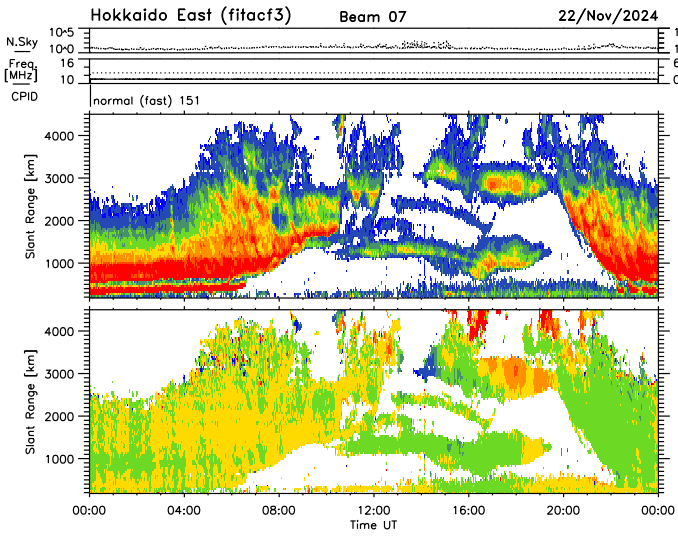 Hokkaido East (fitacf3) Beam 07 22/Nov/2024
N.Sky 10^5 10^0
Freq. [MHz] 16 10
CPID normal (fast) 151
Slant Range [km] 4000 3000 2000 1000
Slant Range [km] 4000 3000 2000 1000
00:00 04:00 08:00 12:00 16:00 20:00 00:00
Time UT